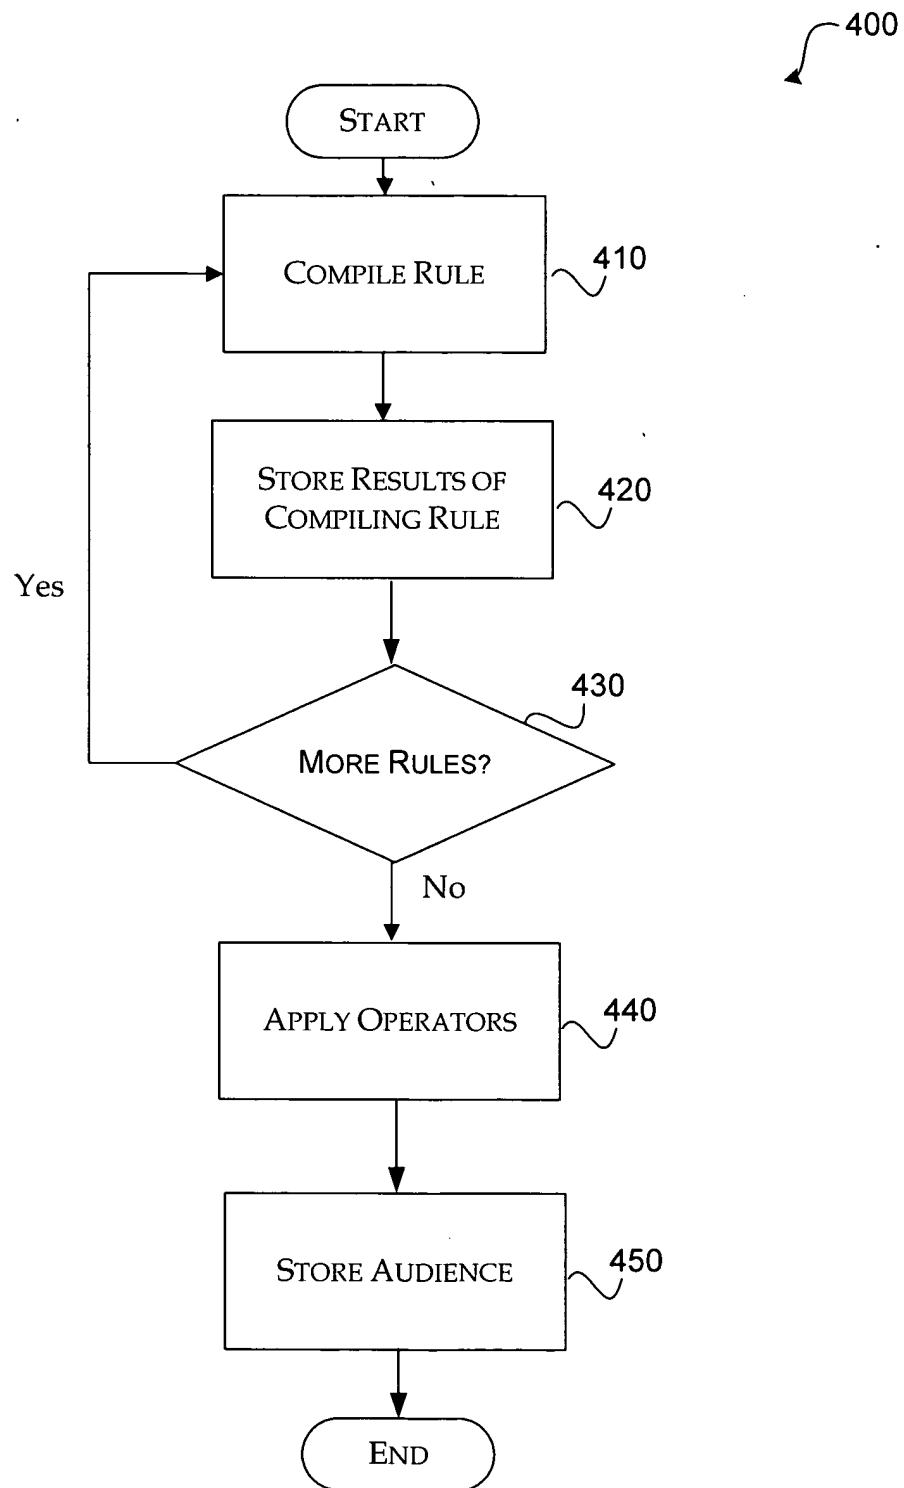 400
START
COMPILE RULE
410
STORE RESULTS OF
COMPILING RULE
420
Yes
430
MORE RULES?
No
APPLY OPERATORS
440
STORE AUDIENCE
450
END